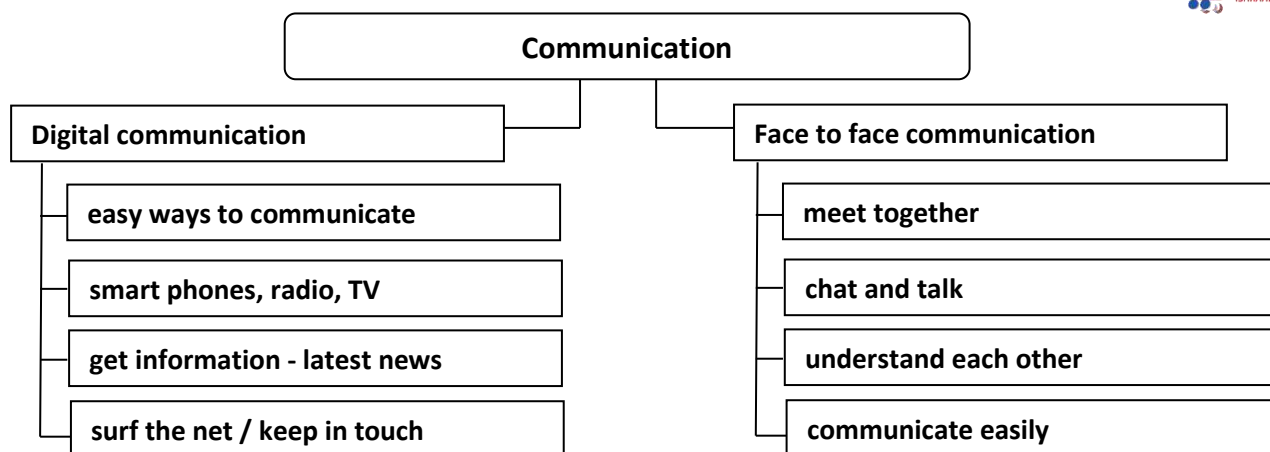 Communication
Digital communication
easy ways to communicate
smart phones, radio, TV
get information - latest news
surf the net / keep in touch
Face to face communication
meet together
chat and talk
understand each other
communicate easily